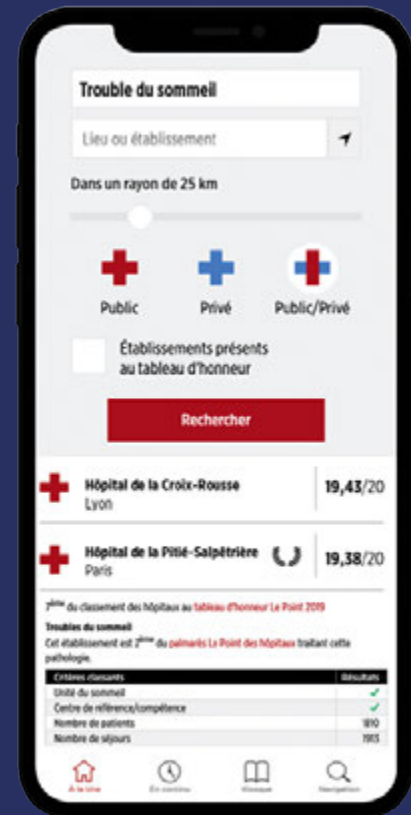 Trouble du sommeil
Lieu ou établissement
Dans un rayon de 25 km
Public Privé Public/Privé
Établissements présents
au tableau d'honneur
Rechercher
Hôpital de la Croix-Rousse 19,43/20
Lyon
Hôpital de la Pitié-Salpêtrière 19,38/20
Paris
7ème du classement des hôpitaux au tableau d'honneur Le Point 2019
Troubles du sommeil
Cet établissement est 2ème du palmarès Le Point des Hôpitaux traitant cette
pathologie.
Critères classants Résultats
Unité du sommeil
Centre de référence/compétence
Nombre de patients 1810
Nombre de séjours 1913
À la Une En continu Kiosque Navigation